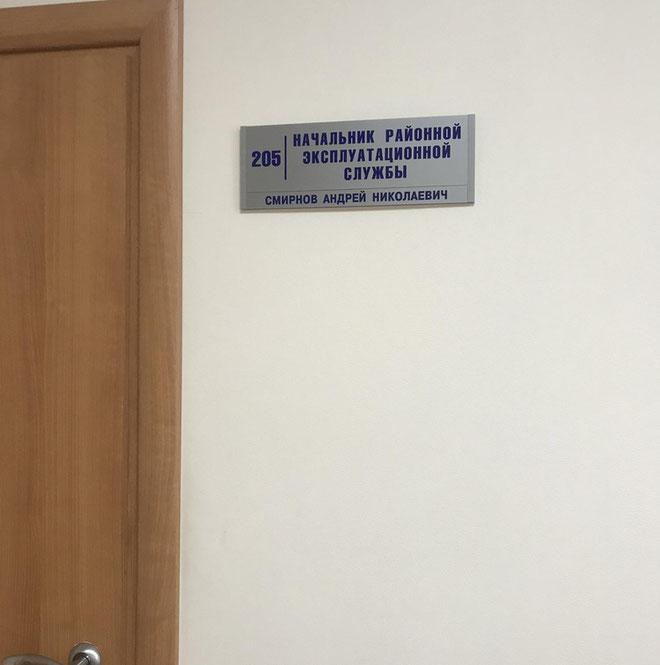 205
НАЧАЛЬНИК РАЙОННОЙ
ЭКСПЛУАТАЦИОННОЙ
СЛУЖБЫ
СМИРНОВ АНДРЕЙ НИКОЛАЕВИЧ